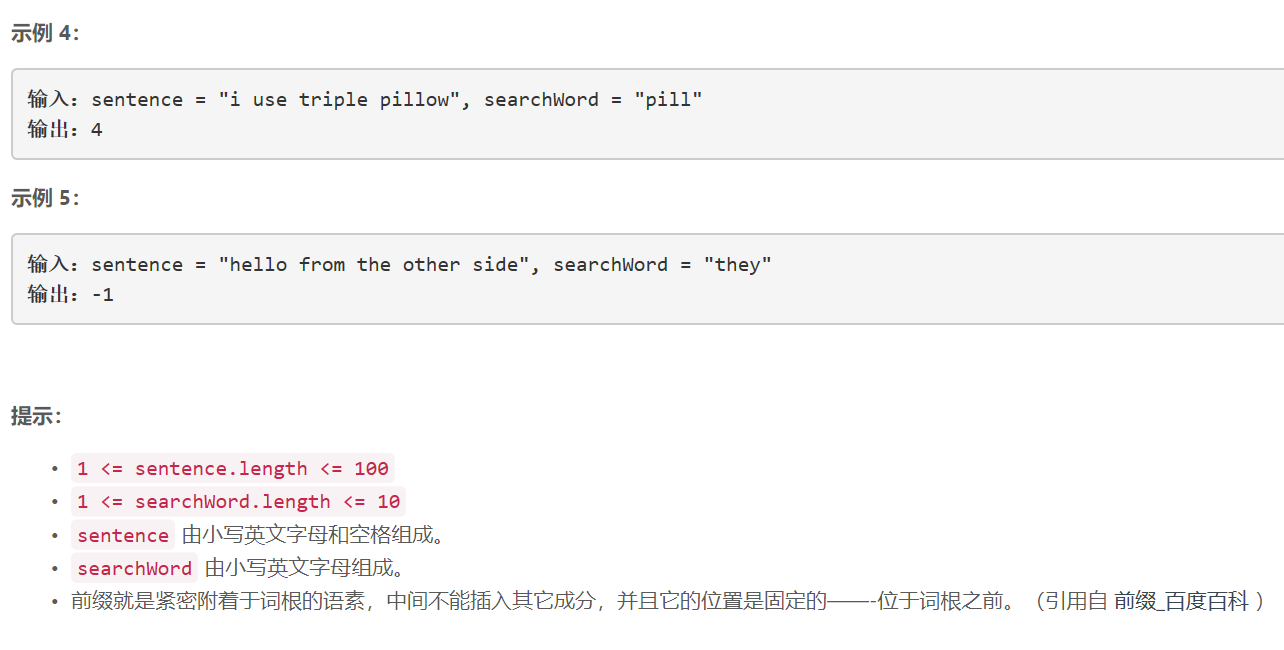 示例 4：
输入：sentence = "i use triple pillow", searchWord = "pill"
输出：4
示例 5：
输入：sentence = "hello from the other side", searchWord = "they"
输出：-1
提示：
• 1 <= sentence.length <= 100
• 1 <= searchWord.length <= 10
• sentence 由小写英文字母和空格组成。
• searchWord 由小写英文字母组成。
• 前缀就是紧密附着于词根的语素，中间不能插入其它成分，并且它的位置是固定的——-位于词根之前。（引用自 前缀_百度百科 ）